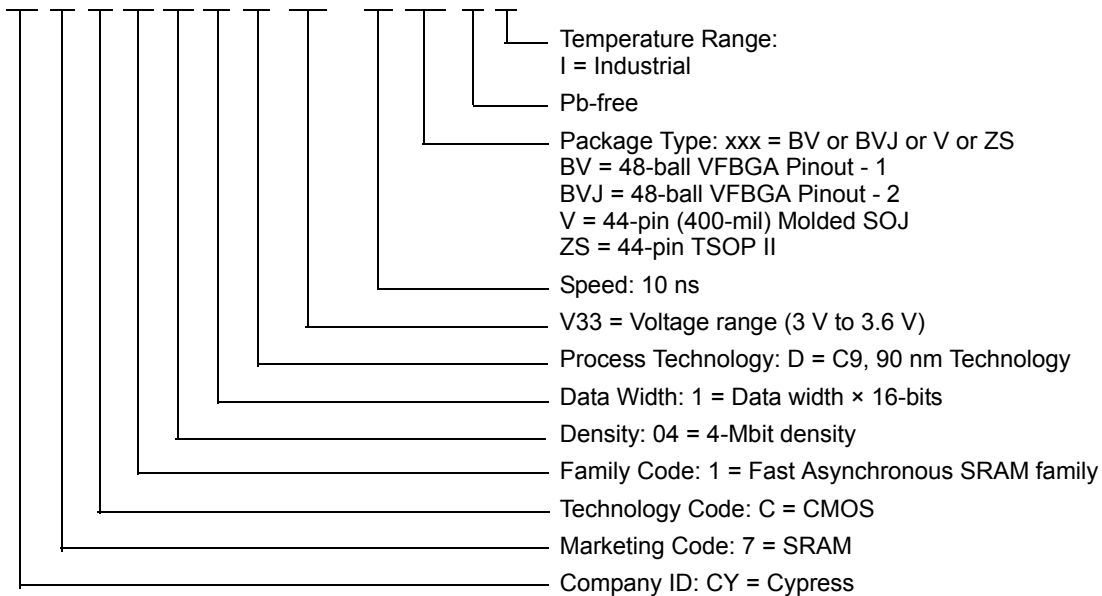 Temperature Range:
I = Industrial
Pb-free
Package Type: xxx = BV or BVJ or V or ZS
BV = 48-ball VFBGA Pinout - 1
BVJ = 48-ball VFBGA Pinout - 2
V = 44-pin (400-mil) Molded SOJ
ZS = 44-pin TSOP II
Speed: 10 ns
V33 = Voltage range (3 V to 3.6 V)
Process Technology: D = C9, 90 nm Technology
Data Width: 1 = Data width × 16-bits
Density: 04 = 4-Mbit density
Family Code: 1 = Fast Asynchronous SRAM family
Technology Code: C = CMOS
Marketing Code: 7 = SRAM
Company ID: CY = Cypress